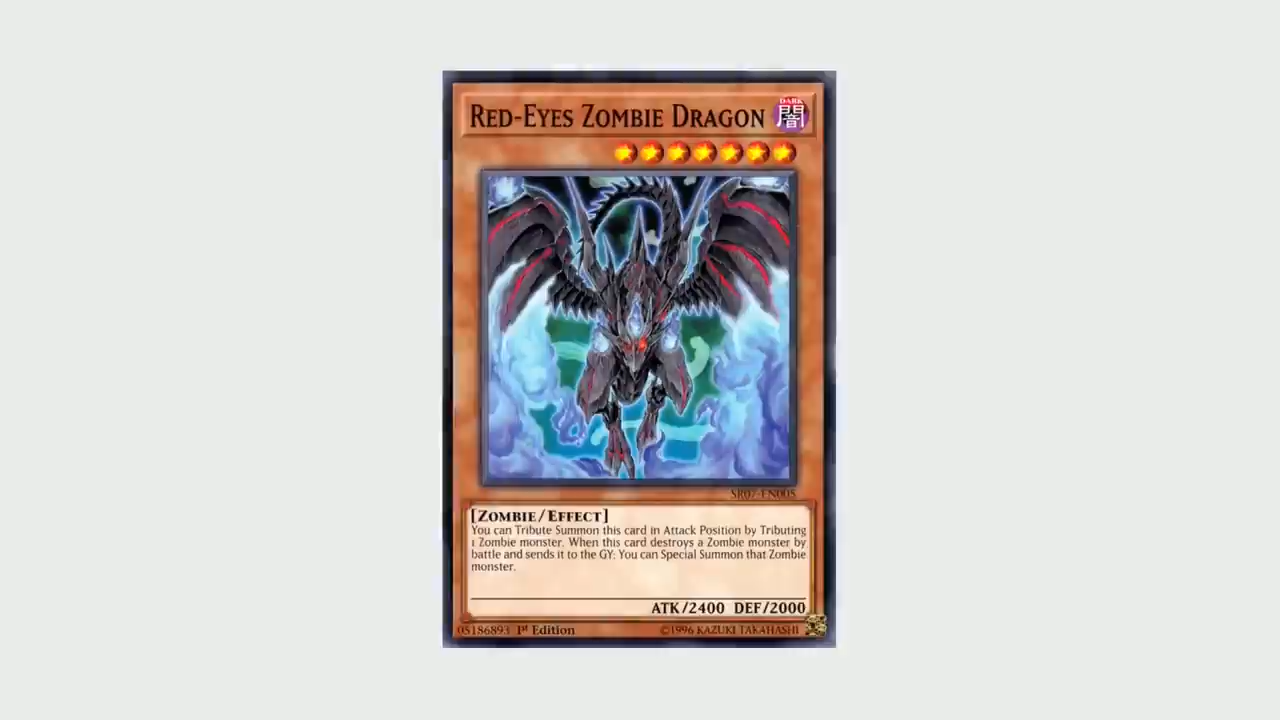 RED-EYES ZOMBIE DRAGON
DARK
闇
SR07-EN005
[ZOMBIE/EFFECT]
You can Tribute Summon this card in Attack Position by Tributing
1 Zombie monster. When this card destroys a Zombie monster by
battle and sends it to the GY: You can Special Summon that Zombie
monster.
ATK/2400 DEF/2000
05186893 1st Edition
©1996 KAZUKI TAKAHASHI